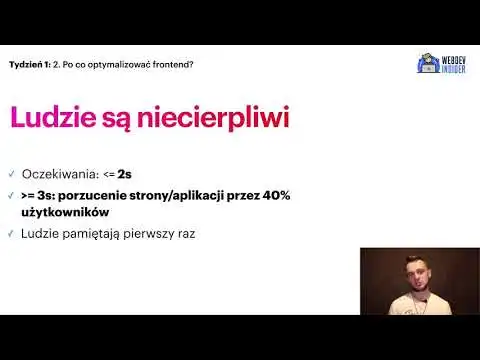 Tydzień 1: 2. Po co optymalizować frontend?
WEBDEV
INSIDER
Ludzie są niecierpliwi
✓ Oczekiwania: <= 2s
✓ >= 3s: porzucenie strony/aplikacji przez 40%
użytkowników
✓ Ludzie pamiętają pierwszy raz